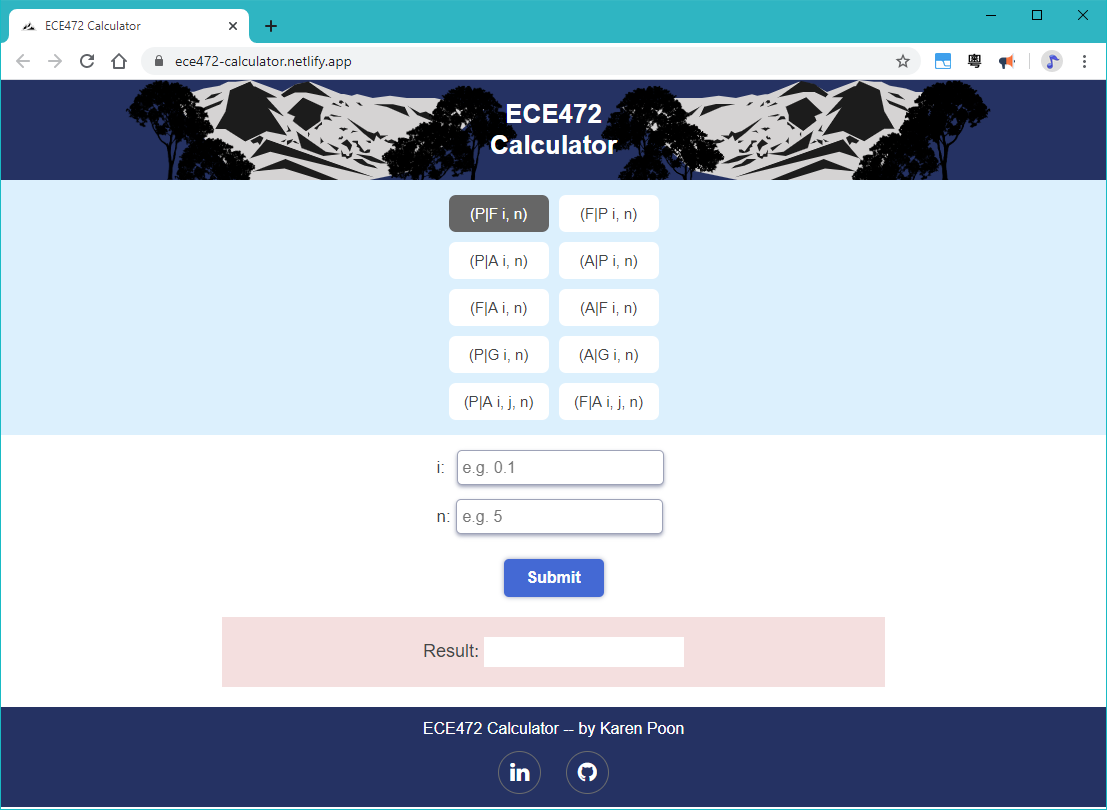 ECE472 Calculator
ece472-calculator.netlify.app
粵
ECE472
Calculator
(P|F i, n) (F|P i, n)
(P|A i, n) (A|P i, n)
(F|A i, n) (A|F i, n)
(P|G i, n) (A|G i, n)
(P|A i, j, n) (F|A i, j, n)
i: e.g. 0.1
n: e.g. 5
Submit
Result:
ECE472 Calculator -- by Karen Poon
in